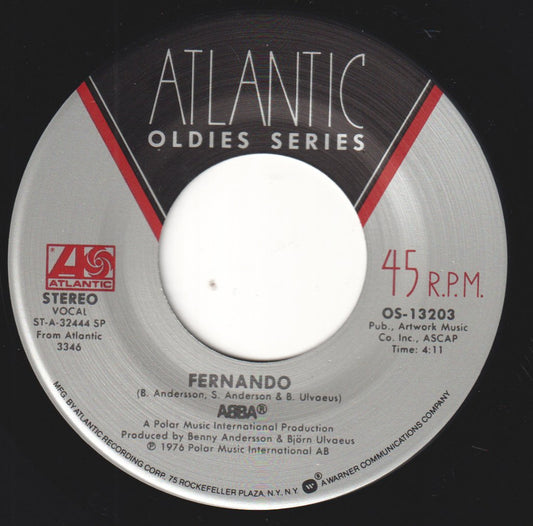 ATLANTIC
OLDIES SERIES
ATLANTIC
STEREO
VOCAL
ST-A-32444 SP
From Atlantic
3346
45 R.P.M.
OS-13203
Pub., Artwork Music
Co. Inc., ASCAP
Time: 4:11
FERNANDO
(B. Andersson, S. Anderson & B. Ulvaeus)
ABBA®
A Polar Music International Production
Produced by Benny Andersson & Björn Ulvaeus
℗ 1976 Polar Music International AB
MFG. BY ATLANTIC RECORDING CORP. 75 ROCKEFELLER PLAZA, N.Y. N.Y. A WARNER COMMUNICATIONS COMPANY